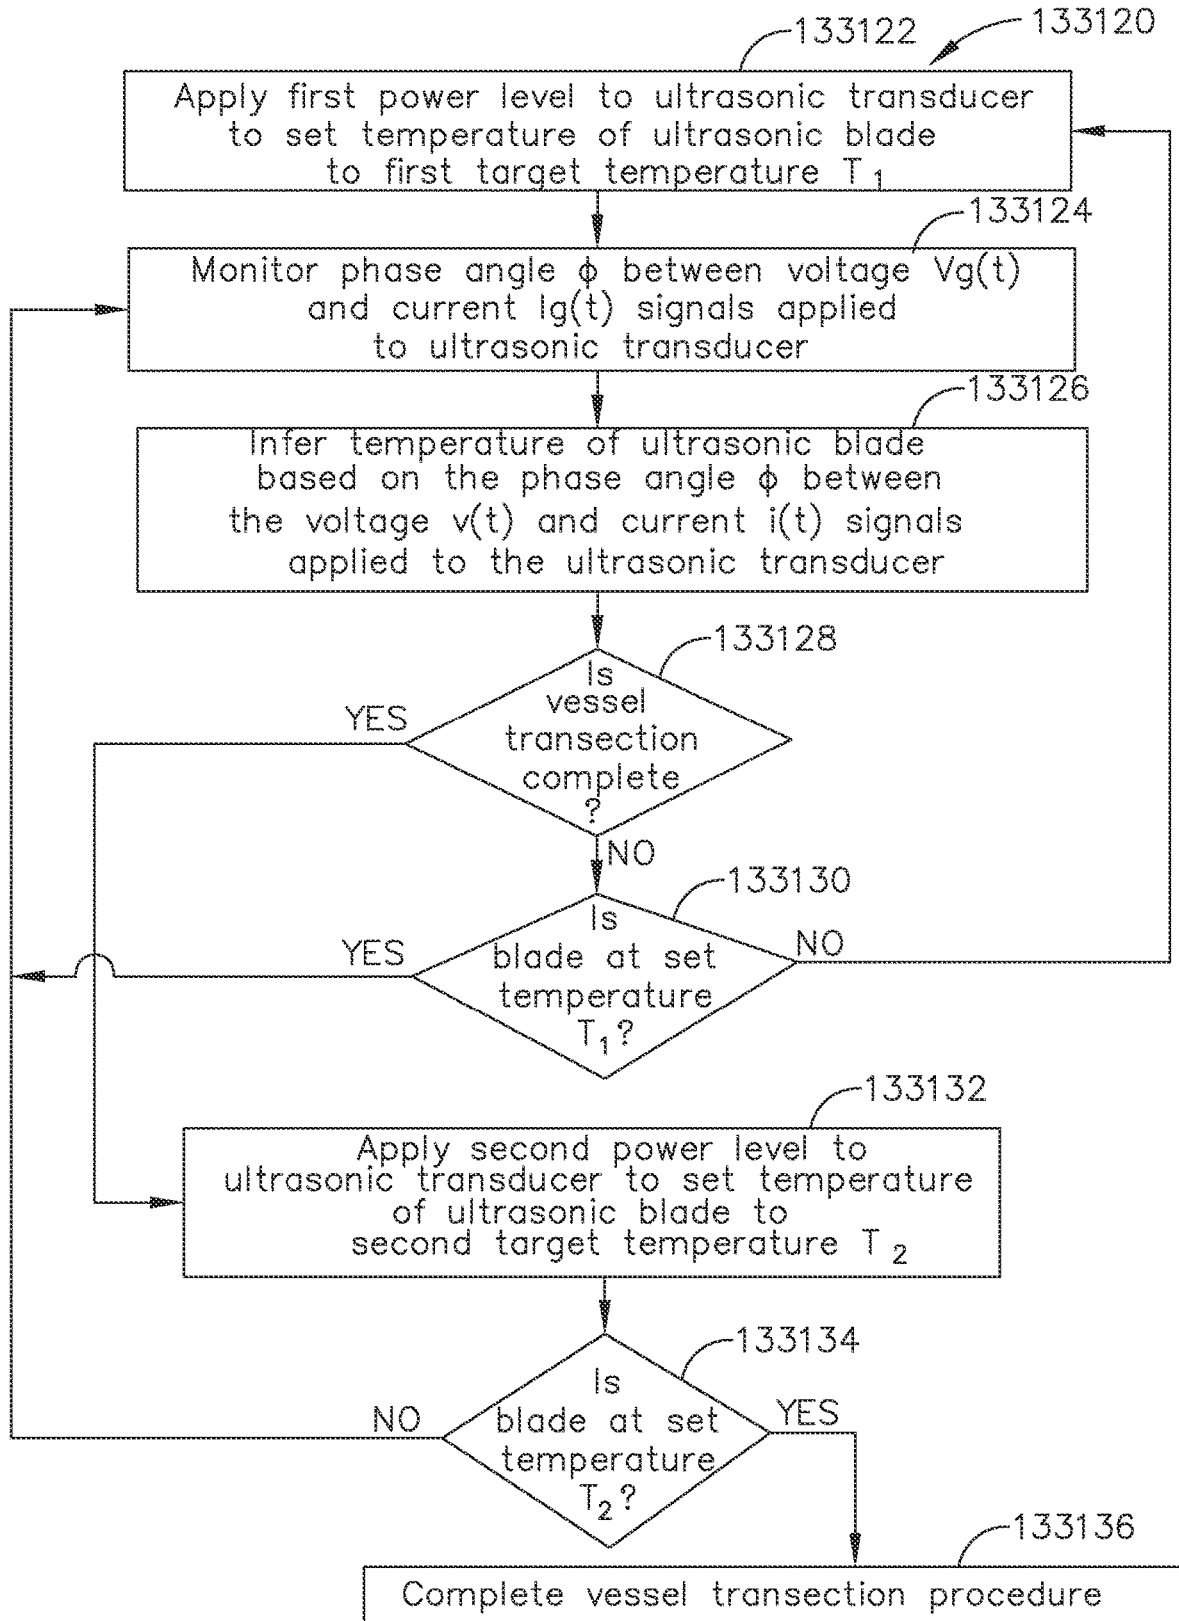 133122
133120
Apply first power level to ultrasonic transducer
to set temperature of ultrasonic blade
to first target temperature T 1
133124
Monitor phase angle ϕ between voltage Vg(t)
and current Ig(t) signals applied
to ultrasonic transducer
133126
Infer temperature of ultrasonic blade
based on the phase angle ϕ between
the voltage v(t) and current i(t) signals
applied to the ultrasonic transducer
133128
Is
vessel
transection
complete
?
YES
NO
133130
Is
blade at set
temperature
T1?
YES
NO
133132
Apply second power level to
ultrasonic transducer to set temperature
of ultrasonic blade to
second target temperature T 2
133134
Is
blade at set
temperature
T2?
NO
YES
133136
Complete vessel transection procedure